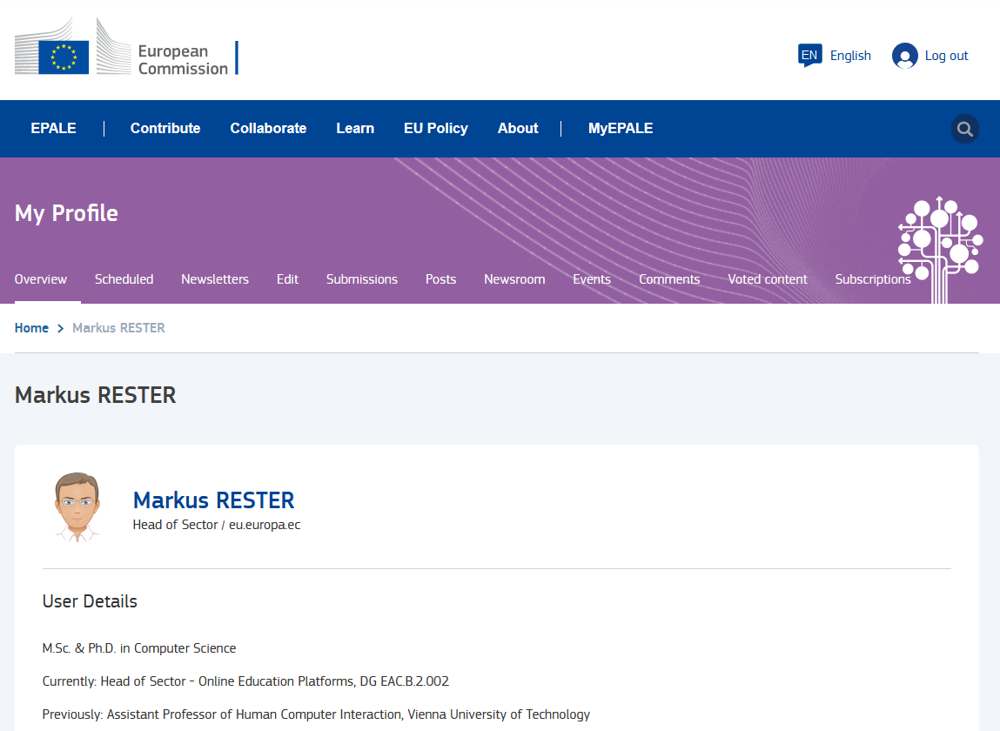 European
Commission
EN English
Log out
EPALE | Contribute Collaborate Learn EU Policy About | MyEPALE
My Profile
Overview Scheduled Newsletters Edit Submissions Posts Newsroom Events Comments Voted content Subscriptions
Home > Markus RESTER
Markus RESTER
Markus RESTER
Head of Sector / eu.europa.ec
User Details
M.Sc. & Ph.D. in Computer Science
Currently: Head of Sector - Online Education Platforms, DG EAC.B.2.002
Previously: Assistant Professor of Human Computer Interaction, Vienna University of Technology